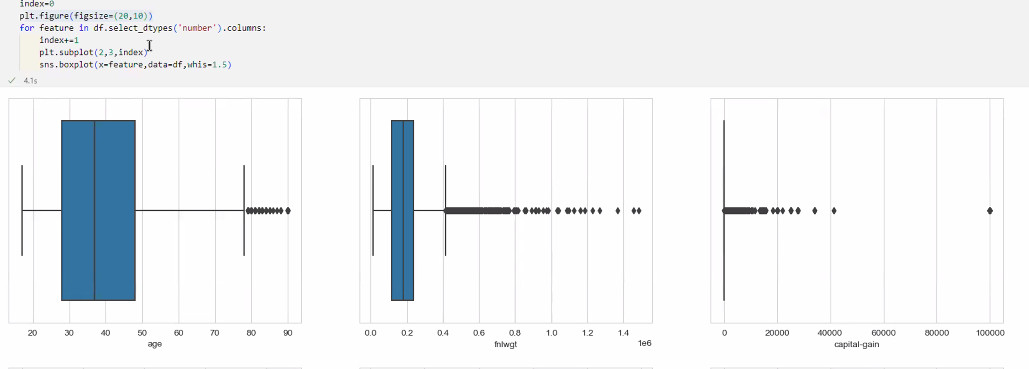 index=0
plt.figure(figsize=(20,10))
for feature in df.select_dtypes('number').columns:
    index+=1
    plt.subplot(2,3,index)
    sns.boxplot(x=feature,data=df,whis=1.5)
✓ 4.1s
20 30 40 50 60 70 80 90
age
0.0 0.2 0.4 0.6 0.8 1.0 1.2 1.4
fnlwgt 1e6
0 20000 40000 60000 80000 100000
capital-gain